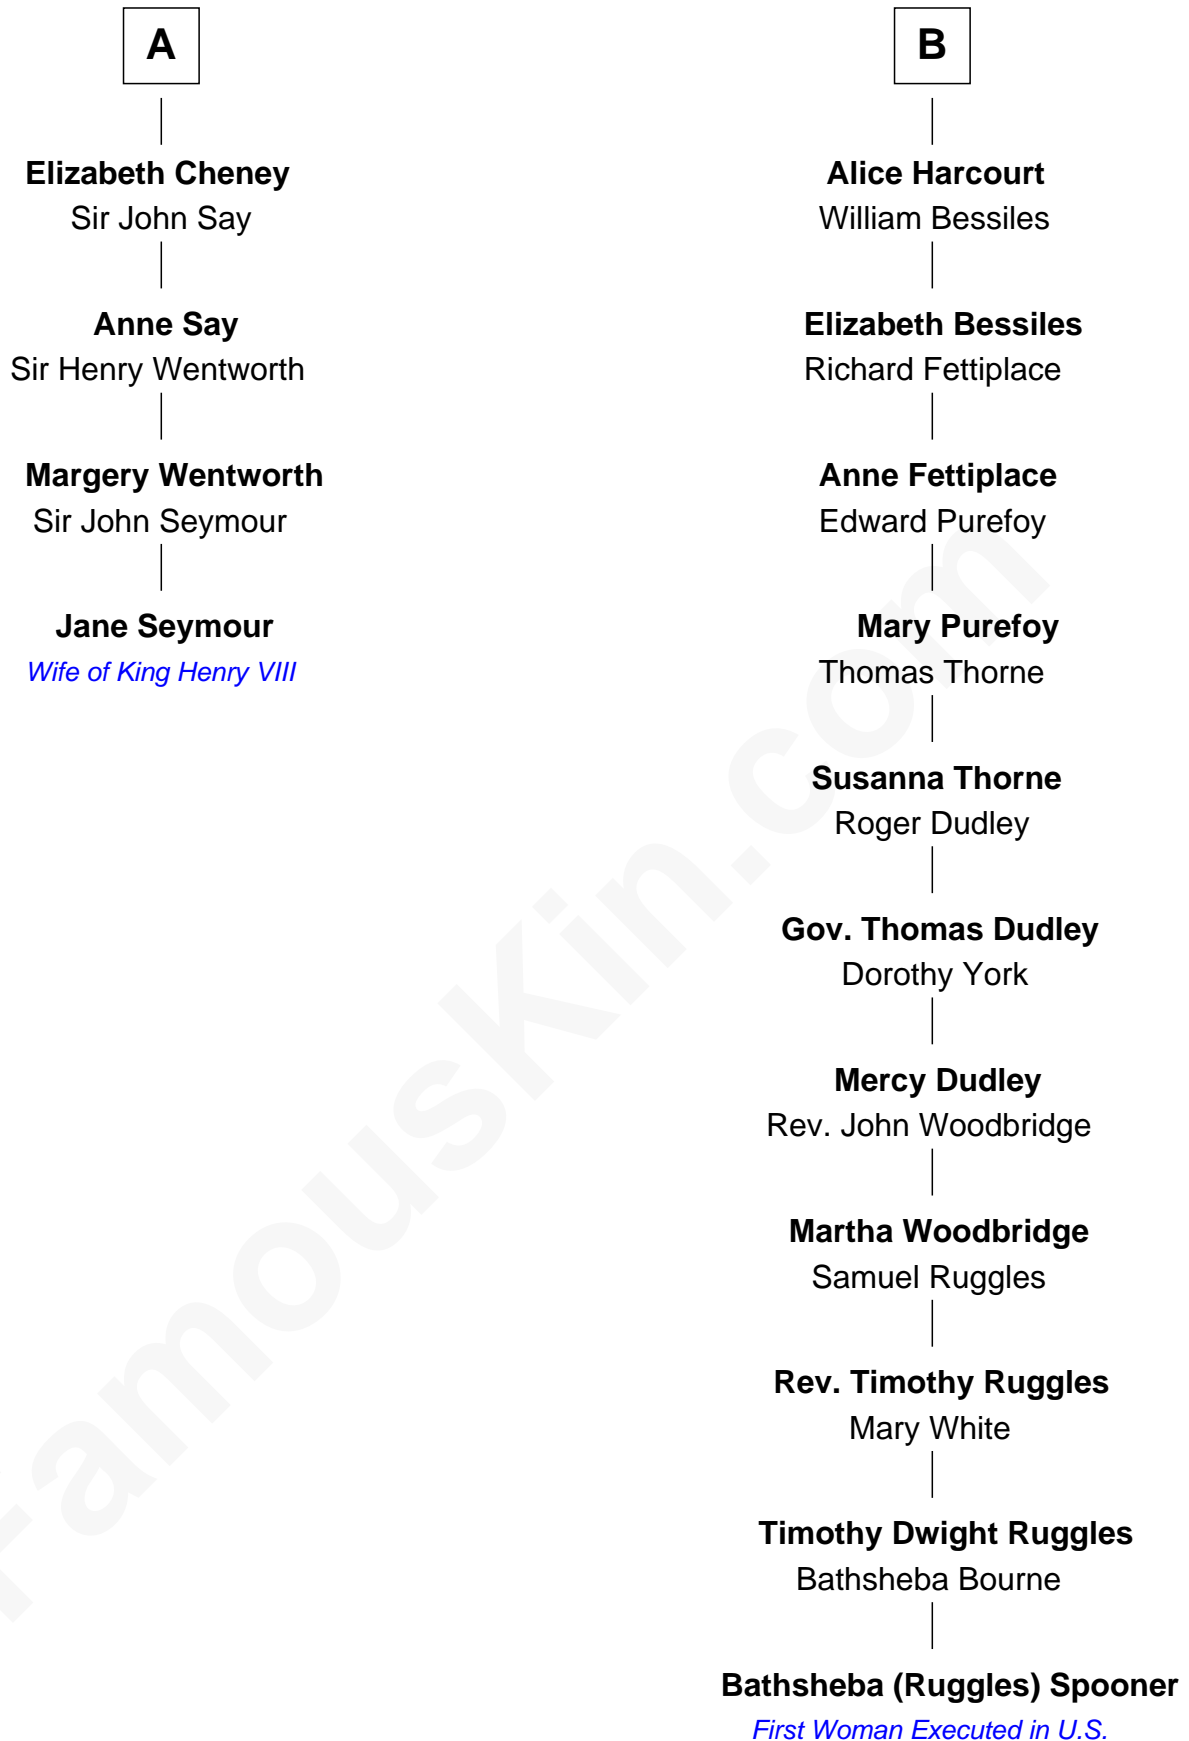 A
Elizabeth Cheney
Sir John Say
Anne Say
Sir Henry Wentworth
Margery Wentworth
Sir John Seymour
Jane Seymour
Wife of King Henry VIII
B
Alice Harcourt
William Bessiles
Elizabeth Bessiles
Richard Fettiplace
Anne Fettiplace
Edward Purefoy
Mary Purefoy
Thomas Thorne
Susanna Thorne
Roger Dudley
Gov. Thomas Dudley
Dorothy York
Mercy Dudley
Rev. John Woodbridge
Martha Woodbridge
Samuel Ruggles
Rev. Timothy Ruggles
Mary White
Timothy Dwight Ruggles
Bathsheba Bourne
Bathsheba (Ruggles) Spooner
First Woman Executed in U.S.
FamousKin.com